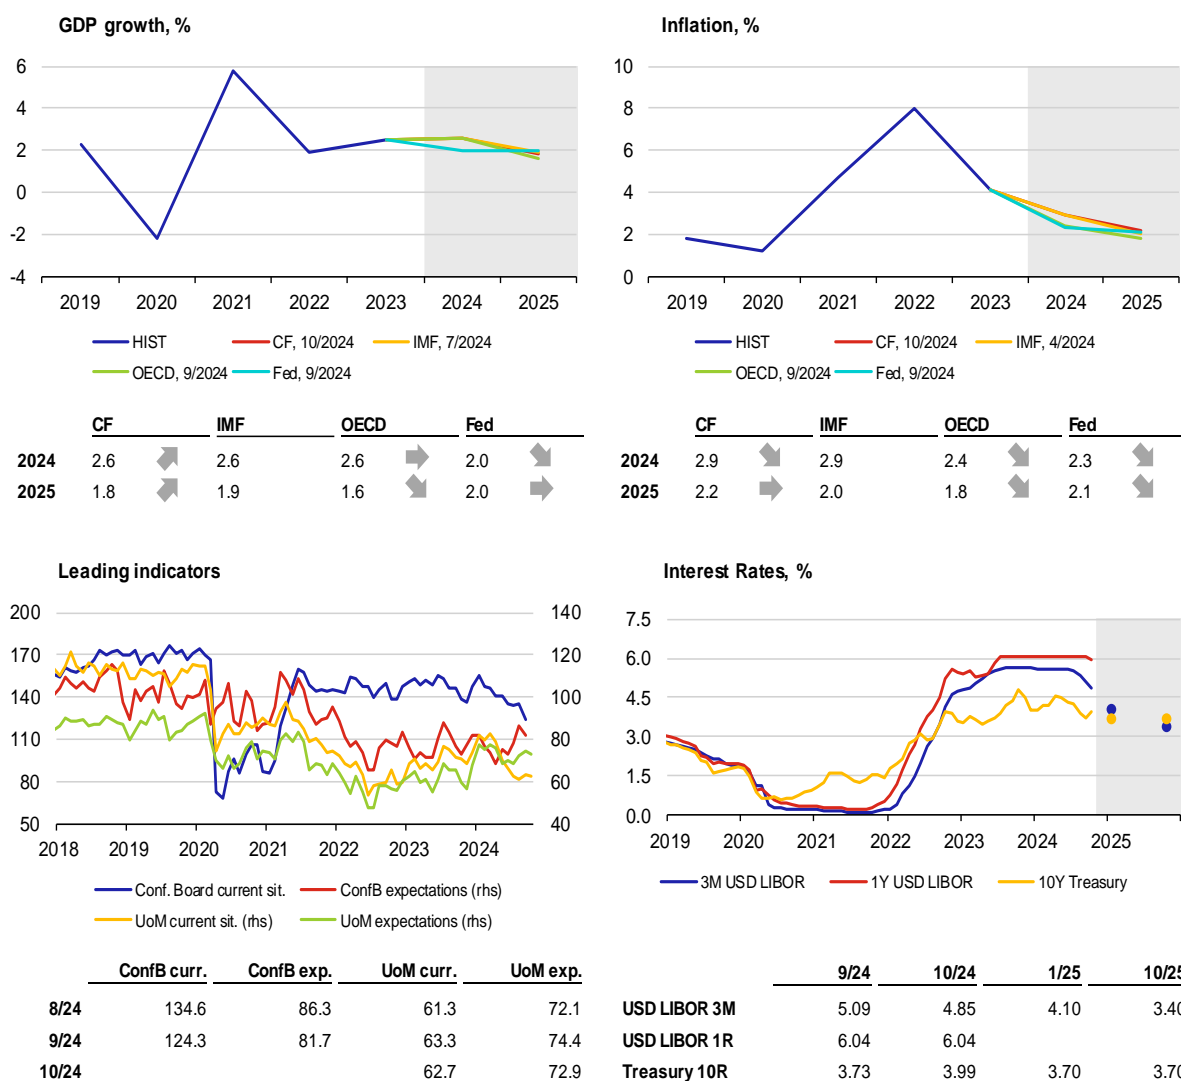 GDP growth, %
6
4
2
0
-2
-4
2019 2020 2021 2022 2023 2024 2025
HIST CF, 10/2024 IMF, 7/2024
OECD, 9/2024 Fed, 9/2024
CF IMF OECD Fed
2024 2.6 2.6 2.6 2.0
2025 1.8 1.9 1.6 2.0
Inflation, %
10
8
6
4
2
0
2019 2020 2021 2022 2023 2024 2025
HIST CF, 10/2024 IMF, 4/2024
OECD, 9/2024 Fed, 9/2024
CF IMF OECD Fed
2024 2.9 2.9 2.4 2.3
2025 2.2 2.0 1.8 2.1
Leading indicators
200 140
170 120
140 100
110 80
80 60
50 40
2018 2019 2020 2021 2022 2023 2024
Conf. Board current sit. ConfB expectations (rhs)
UoM current sit. (rhs) UoM expectations (rhs)
ConfB curr. ConfB exp. UoM curr. UoM exp.
8/24 134.6 86.3 61.3 72.1
9/24 124.3 81.7 63.3 74.4
10/24 62.7 72.9
Interest Rates, %
7.5
6.0
4.5
3.0
1.5
0.0
2019 2020 2021 2022 2023 2024 2025
3M USD LIBOR 1Y USD LIBOR 10Y Treasury
9/24 10/24 1/25 10/25
USD LIBOR 3M 5.09 4.85 4.10 3.40
USD LIBOR 1R 6.04 6.04
Treasury 10R 3.73 3.99 3.70 3.70